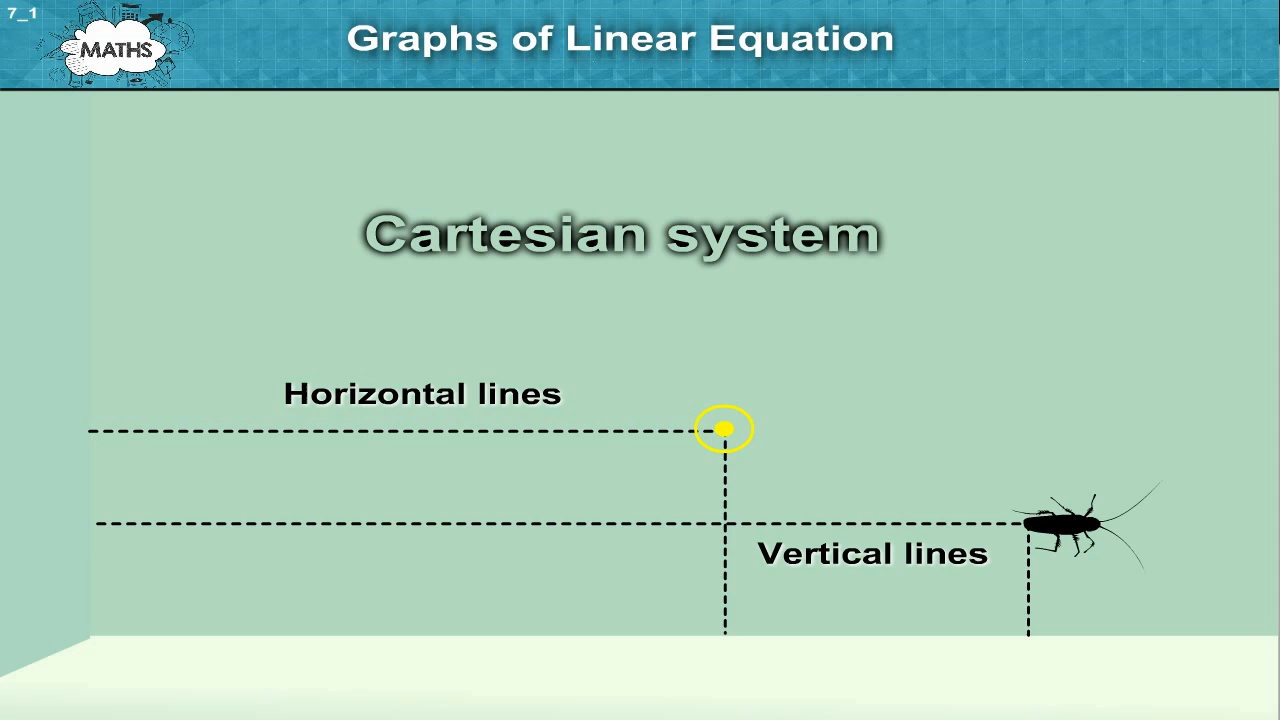 7_1
MATHS
Graphs of Linear Equation
Cartesian system
Horizontal lines
Vertical lines